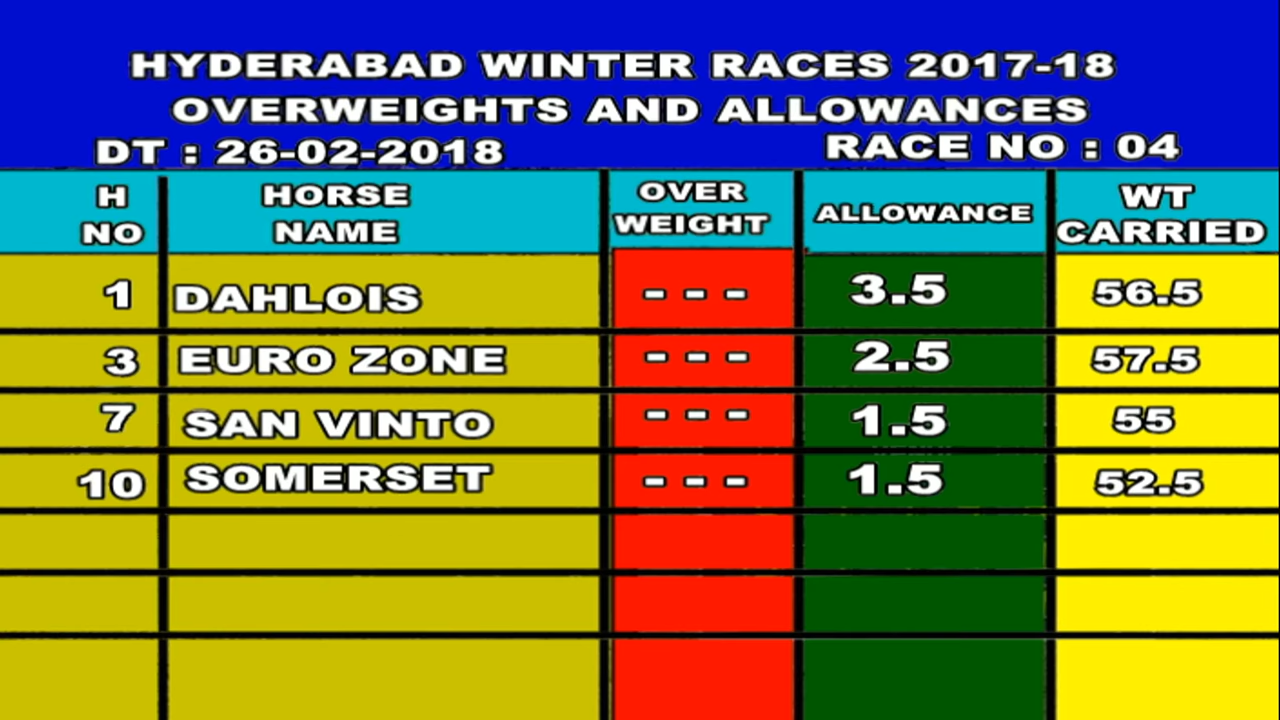 HYDERABAD WINTER RACES 2017-18
OVERWEIGHTS AND ALLOWANCES
DT : 26-02-2018 RACE NO : 04
H NO HORSE NAME OVER WEIGHT ALLOWANCE WT CARRIED
1 DAHLOIS - - - 3.5 56.5
3 EURO ZONE - - - 2.5 57.5
7 SAN VINTO - - - 1.5 55
10 SOMERSET - - - 1.5 52.5